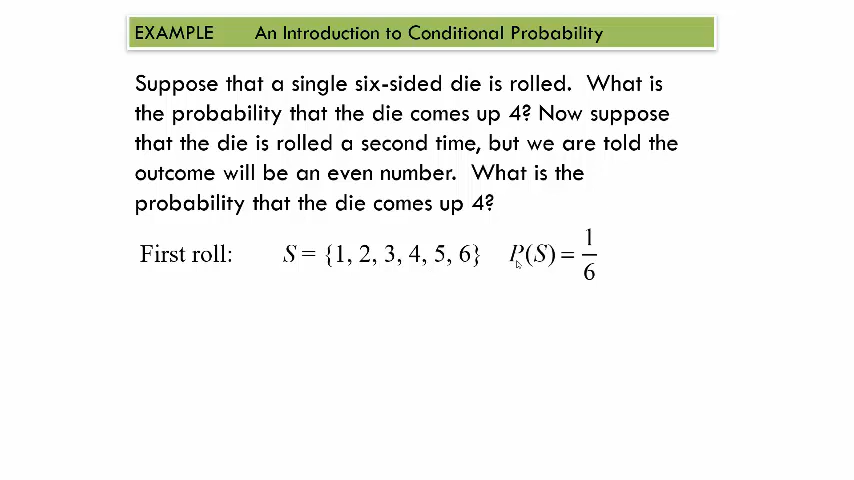 EXAMPLE An Introduction to Conditional Probability
Suppose that a single six-sided die is rolled. What is
the probability that the die comes up 4? Now suppose
that the die is rolled a second time, but we are told the
outcome will be an even number. What is the
probability that the die comes up 4?
First roll: S = {1, 2, 3, 4, 5, 6} P(S) = 1/6